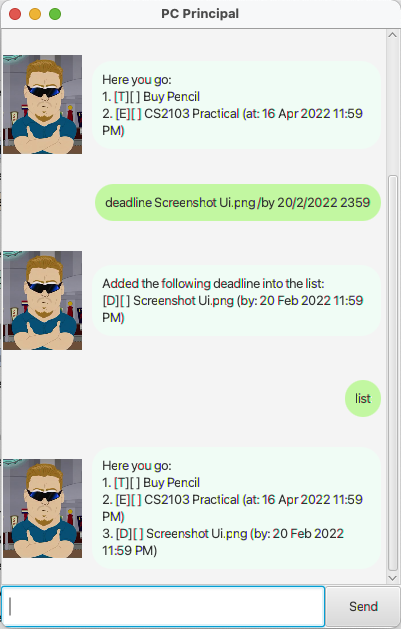 PC Principal
Here you go:
1. [T][ ] Buy Pencil
2. [E][ ] CS2103 Practical (at: 16 Apr 2022 11:59
PM)
deadline Screenshot Ui.png /by 20/2/2022 2359
Added the following deadline into the list:
[D][ ] Screenshot Ui.png (by: 20 Feb 2022 11:59
PM)
list
Here you go:
1. [T][ ] Buy Pencil
2. [E][ ] CS2103 Practical (at: 16 Apr 2022 11:59
PM)
3. [D][ ] Screenshot Ui.png (by: 20 Feb 2022
11:59 PM)
Send